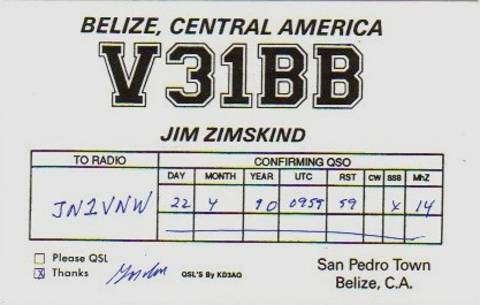 BELIZE, CENTRAL AMERICA
V31BB
JIM ZIMSKIND
TO RADIO CONFIRMING QSO
DAY MONTH YEAR UTC RST CW SSB MhZ
JN1VNW 22 4 90 0959 59 X 14
Please QSL
X Thanks Gordon QSL'S By KD3AQ
San Pedro Town
Belize, C.A.